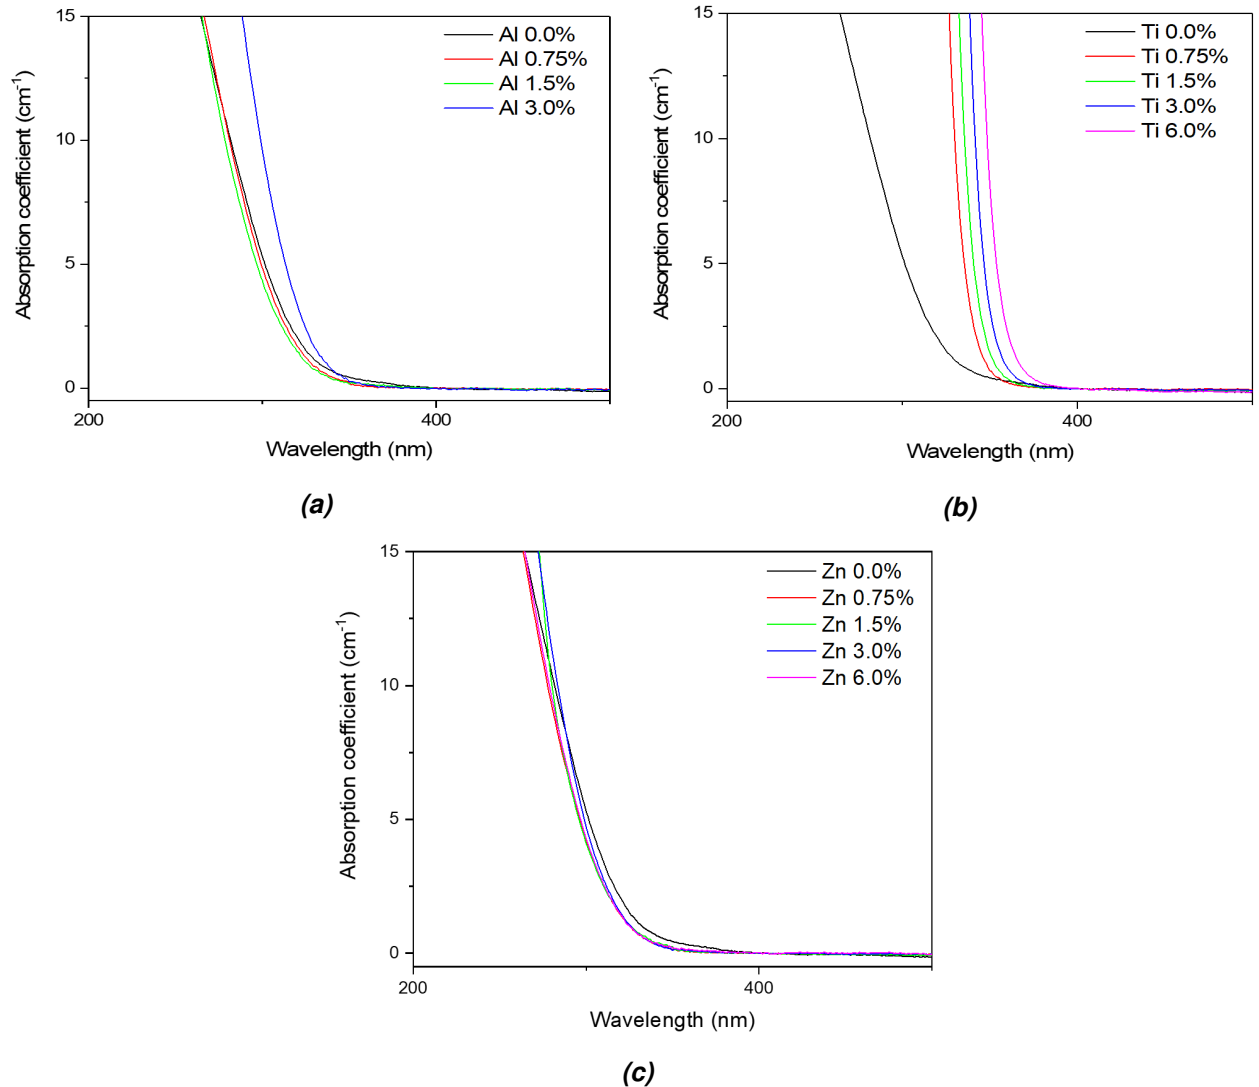 15
10
5
0
200
400
Absorption coefficient (cm⁻¹)
Wavelength (nm)
Al 0.0%
Al 0.75%
Al 1.5%
Al 3.0%
(a)
15
10
5
0
200
400
Absorption coefficient (cm⁻¹)
Wavelength (nm)
Ti 0.0%
Ti 0.75%
Ti 1.5%
Ti 3.0%
Ti 6.0%
(b)
15
10
5
0
200
400
Absorption coefficient (cm⁻¹)
Wavelength (nm)
Zn 0.0%
Zn 0.75%
Zn 1.5%
Zn 3.0%
Zn 6.0%
(c)